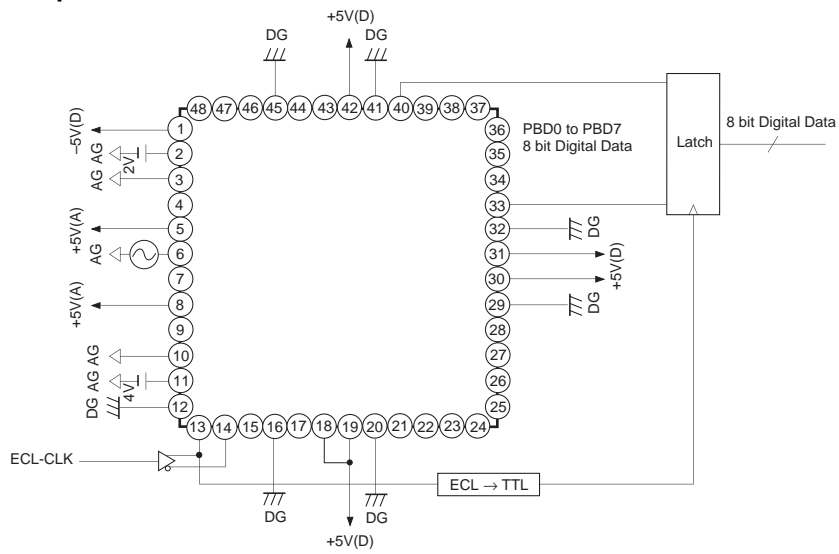 +5V(D)
DG
DG
48 47 46 45 44 43 42 41 40 39 38 37
–5V(D)
AG AG
2V
AG
+5V(A)
AG
+5V(A)
AG
AG
4V
DG
1
2
3
4
5
6
7
8
9
10
11
12
36
35
34
33
32
31
30
29
28
27
26
25
PBD0 to PBD7
8 bit Digital Data
Latch
8 bit Digital Data
DG
+5V(D)
DG
13 14 15 16 17 18 19 20 21 22 23 24
ECL-CLK
ECL → TTL
DG
DG
+5V(D)